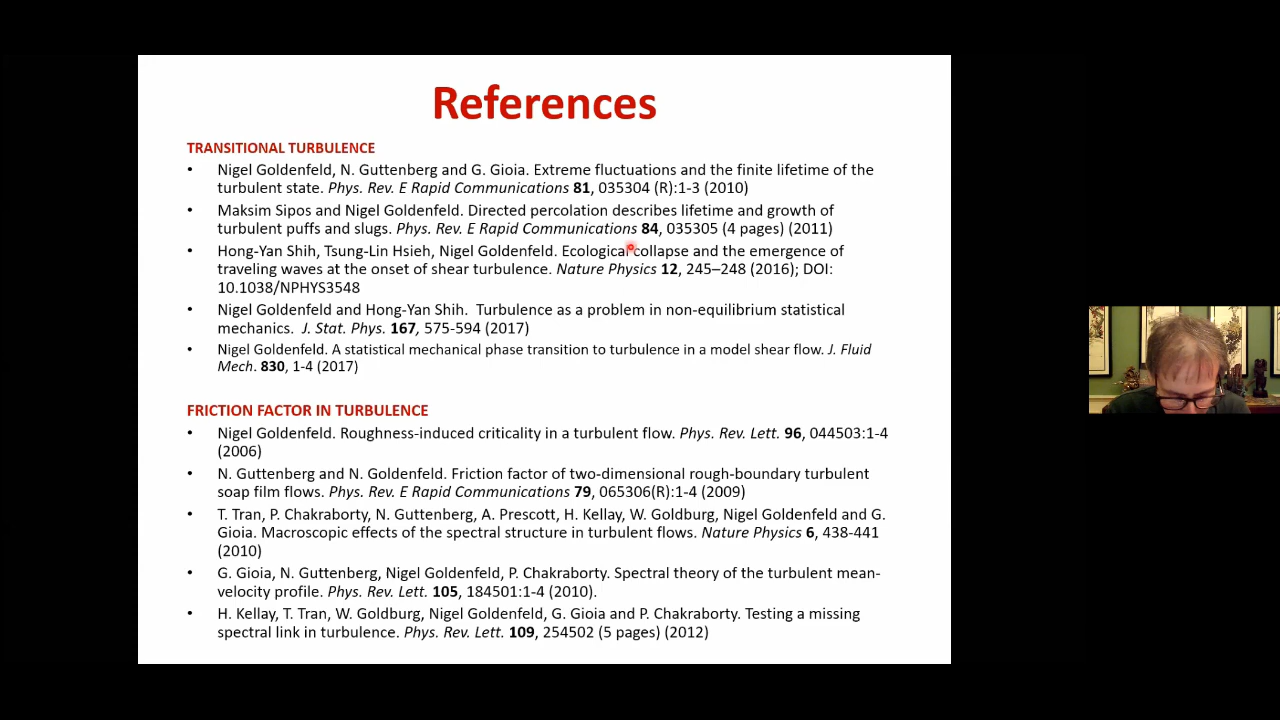 References
TRANSITIONAL TURBULENCE
• Nigel Goldenfeld, N. Guttenberg and G. Gioia. Extreme fluctuations and the finite lifetime of the
turbulent state. Phys. Rev. E Rapid Communications 81, 035304 (R):1-3 (2010)
• Maksim Sipos and Nigel Goldenfeld. Directed percolation describes lifetime and growth of
turbulent puffs and slugs. Phys. Rev. E Rapid Communications 84, 035305 (4 pages) (2011)
• Hong-Yan Shih, Tsung-Lin Hsieh, Nigel Goldenfeld. Ecological collapse and the emergence of
traveling waves at the onset of shear turbulence. Nature Physics 12, 245–248 (2016); DOI:
10.1038/NPHYS3548
• Nigel Goldenfeld and Hong-Yan Shih. Turbulence as a problem in non-equilibrium statistical
mechanics. J. Stat. Phys. 167, 575-594 (2017)
• Nigel Goldenfeld. A statistical mechanical phase transition to turbulence in a model shear flow. J. Fluid
Mech. 830, 1-4 (2017)
FRICTION FACTOR IN TURBULENCE
• Nigel Goldenfeld. Roughness-induced criticality in a turbulent flow. Phys. Rev. Lett. 96, 044503:1-4
(2006)
• N. Guttenberg and N. Goldenfeld. Friction factor of two-dimensional rough-boundary turbulent
soap film flows. Phys. Rev. E Rapid Communications 79, 065306(R):1-4 (2009)
• T. Tran, P. Chakraborty, N. Guttenberg, A. Prescott, H. Kellay, W. Goldburg, Nigel Goldenfeld and G.
Gioia. Macroscopic effects of the spectral structure in turbulent flows. Nature Physics 6, 438-441
(2010)
• G. Gioia, N. Guttenberg, Nigel Goldenfeld, P. Chakraborty. Spectral theory of the turbulent mean-
velocity profile. Phys. Rev. Lett. 105, 184501:1-4 (2010).
• H. Kellay, T. Tran, W. Goldburg, Nigel Goldenfeld, G. Gioia and P. Chakraborty. Testing a missing
spectral link in turbulence. Phys. Rev. Lett. 109, 254502 (5 pages) (2012)